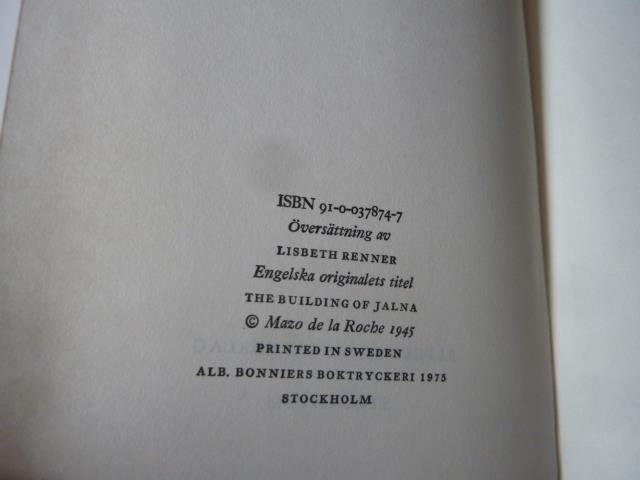 ISBN 91-0-037874-7
Översättning av
LISBETH RENNER
Engelska originalets titel
THE BUILDING OF JALNA
© Mazo de la Roche 1945
PRINTED IN SWEDEN
ALB. BONNIERS BOKTRYCKERI 1975
STOCKHOLM